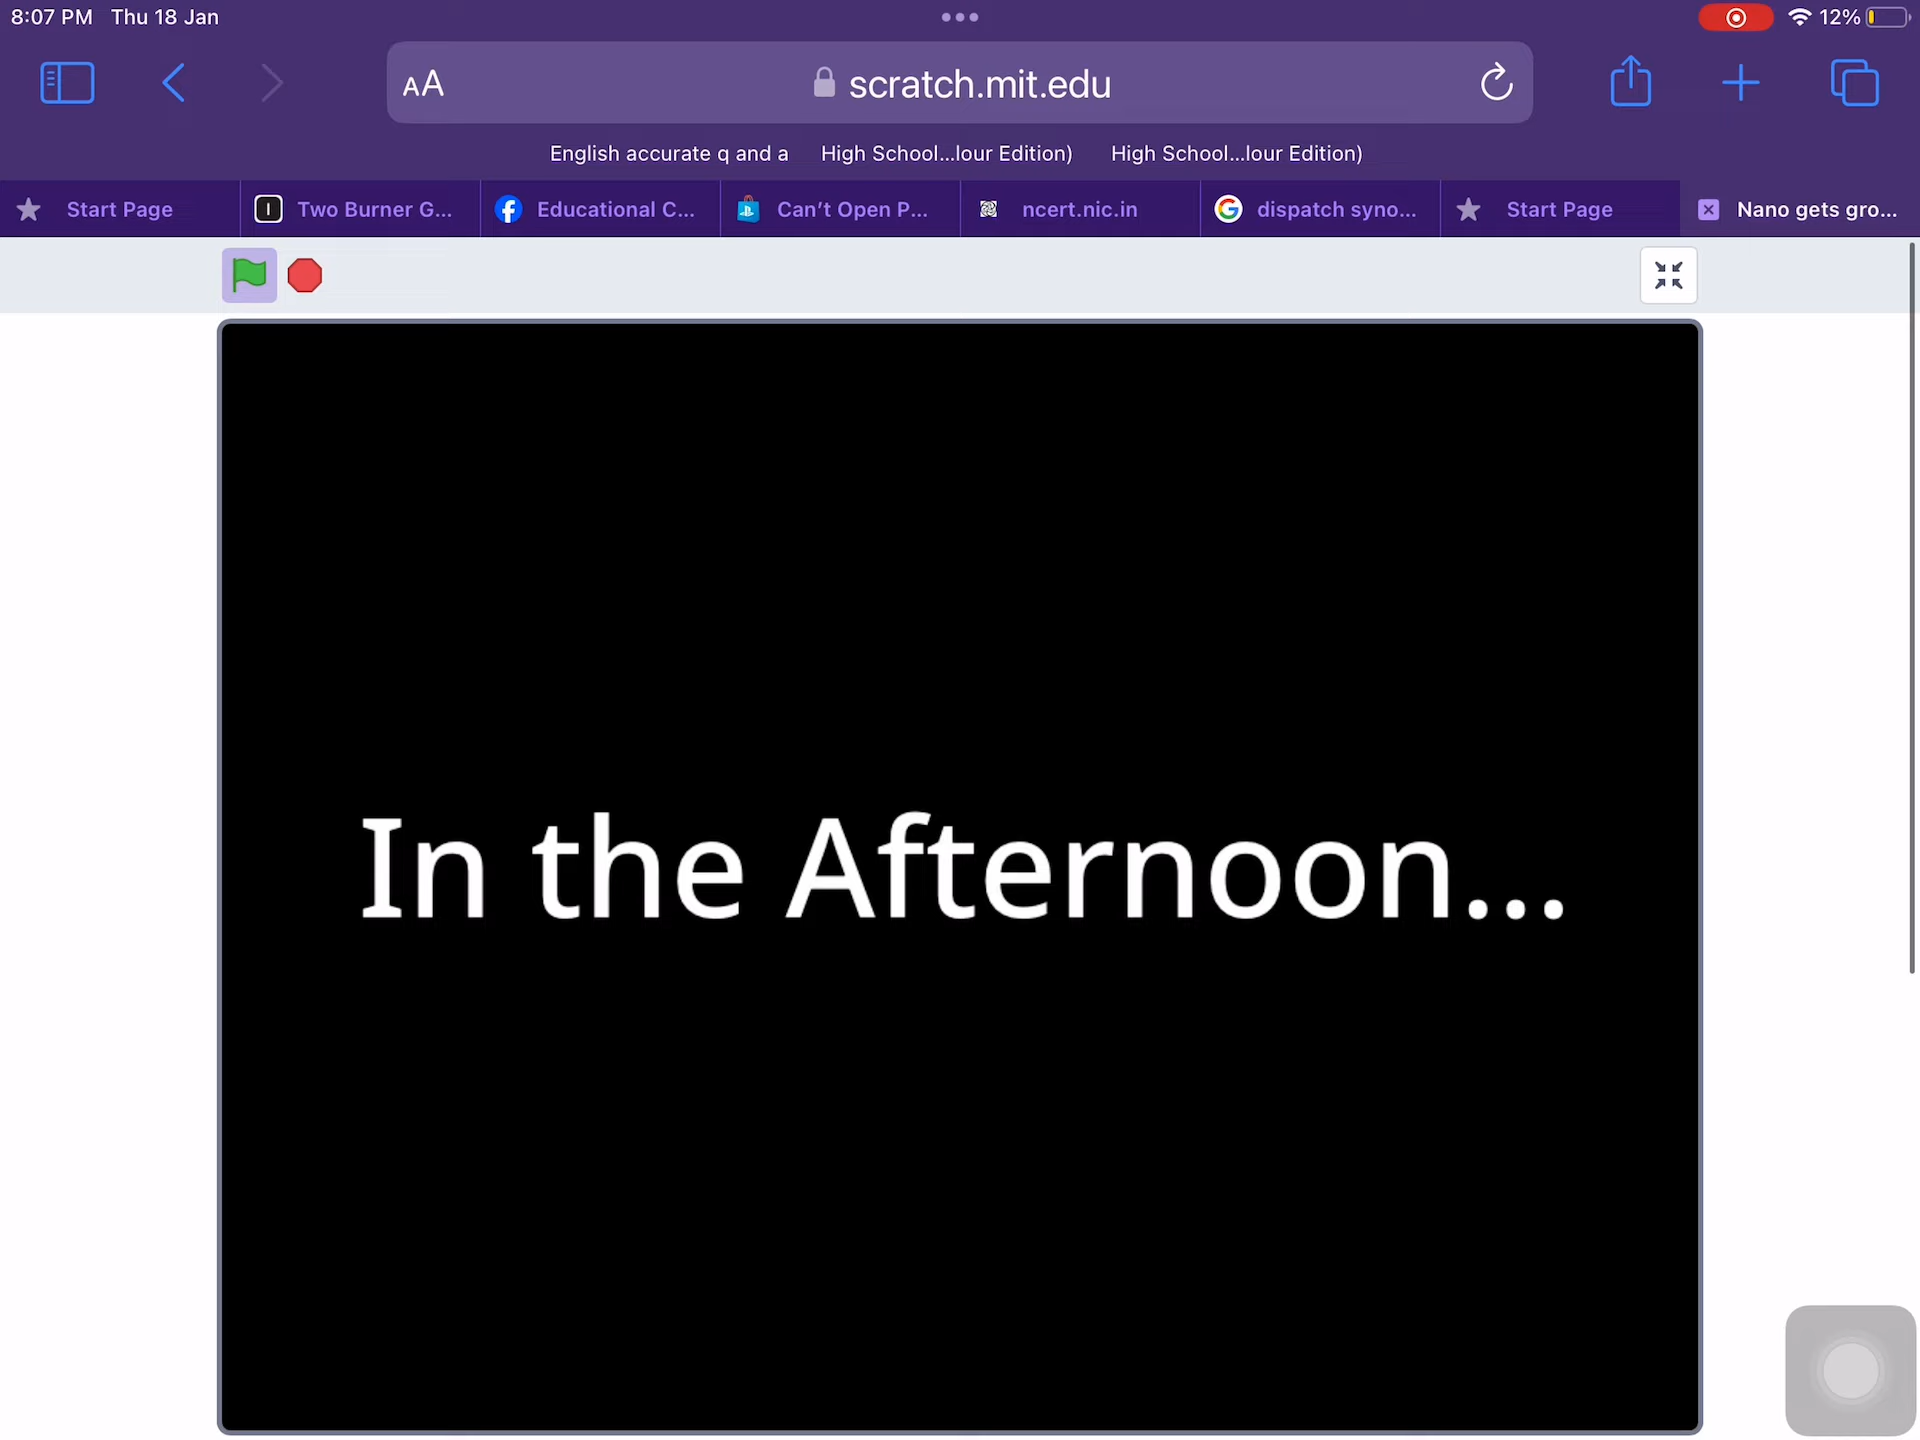 8:07 PM Thu 18 Jan
12%
AA
scratch.mit.edu
English accurate q and a High School...lour Edition) High School...lour Edition)
Start Page Two Burner G... Educational C... Can't Open P... ncert.nic.in dispatch syno... Start Page Nano gets gro...
In the Afternoon...